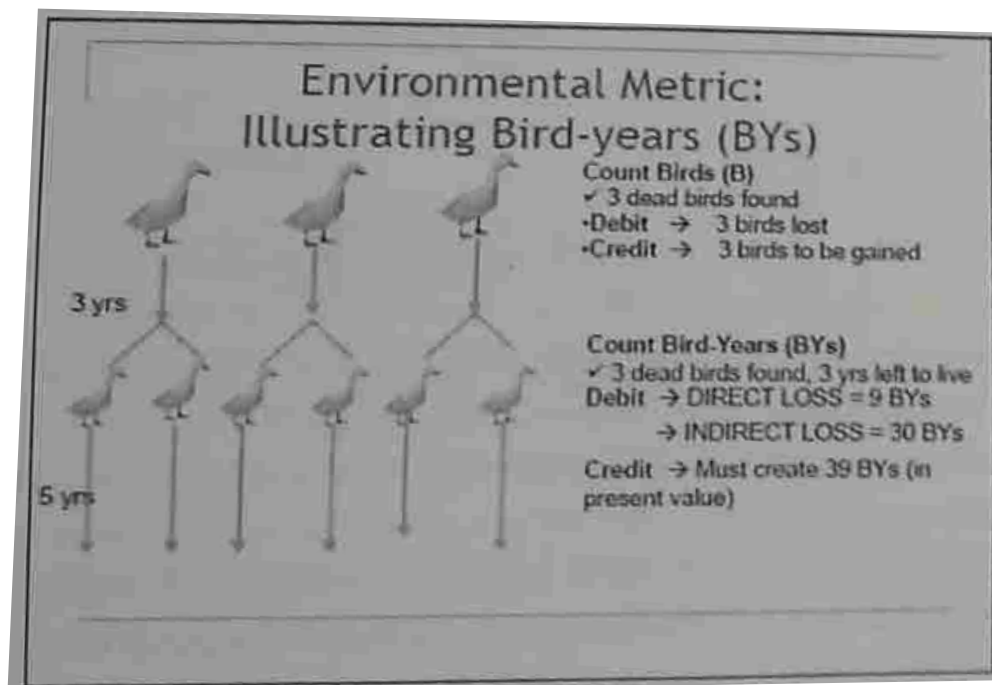 Environmental Metric:
Illustrating Bird-years (BYs)
Count Birds (B)
✓ 3 dead birds found
•Debit → 3 birds lost
•Credit → 3 birds to be gained
3 yrs
Count Bird-Years (BYs)
✓ 3 dead birds found, 3 yrs left to live
Debit → DIRECT LOSS = 9 BYs
→ INDIRECT LOSS = 30 BYs
Credit → Must create 39 BYs (in
present value)
5 yrs